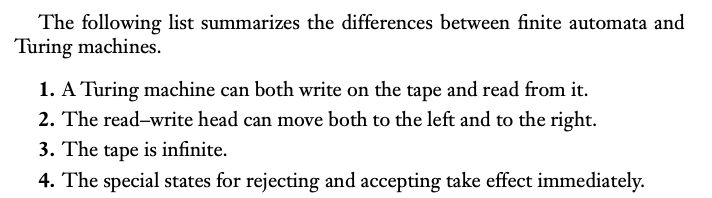 The following list summarizes the differences between finite automata and
Turing machines.
1. A Turing machine can both write on the tape and read from it.
2. The read–write head can move both to the left and to the right.
3. The tape is infinite.
4. The special states for rejecting and accepting take effect immediately.